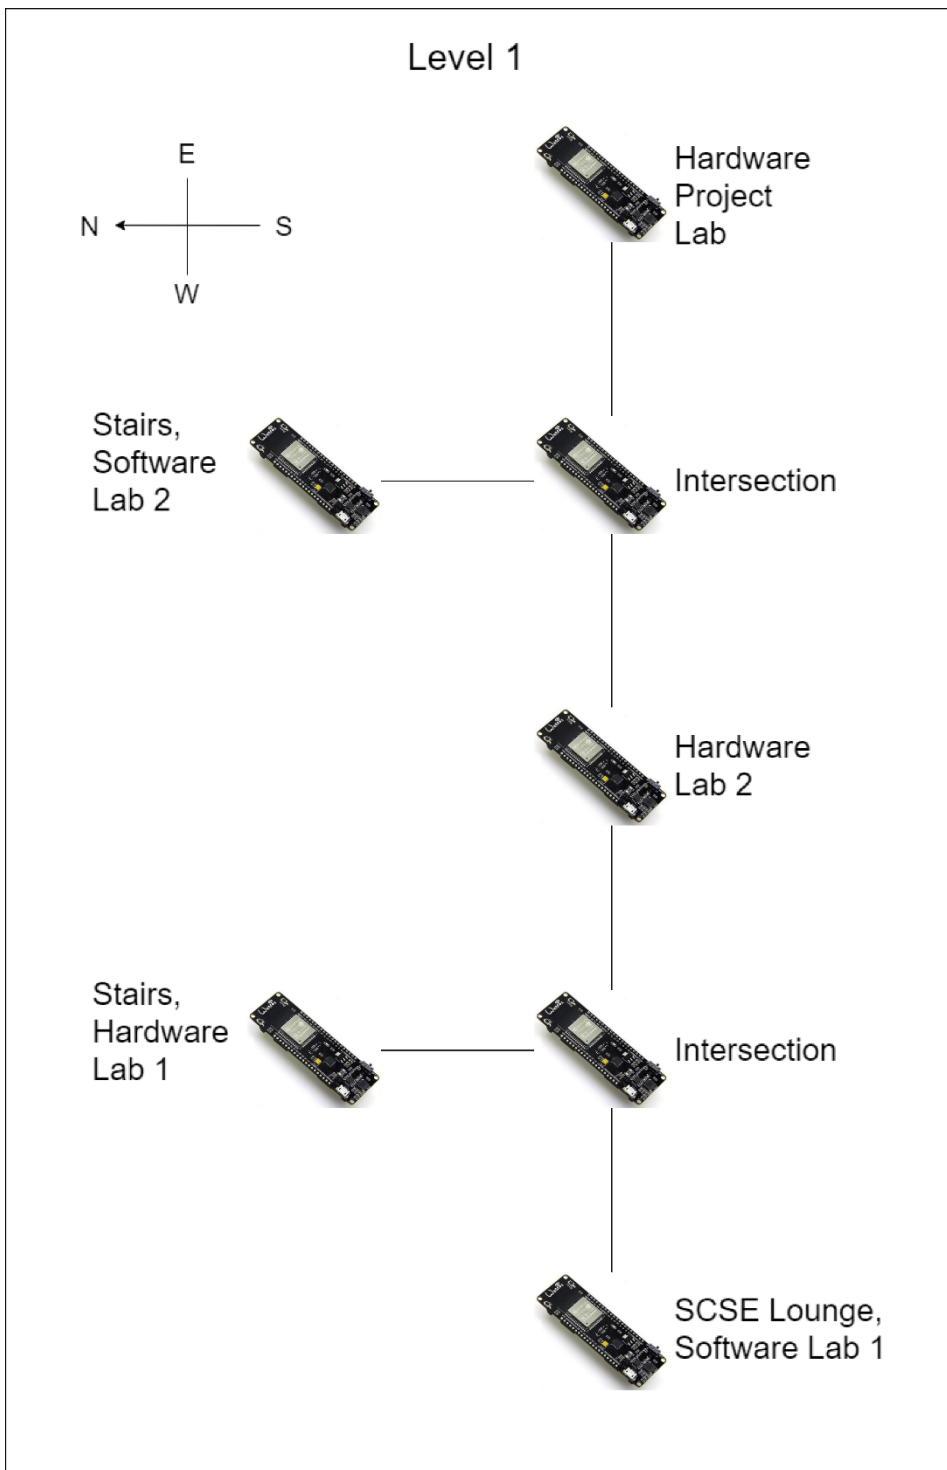 Level 1
E
N
S
W
Hardware
Project
Lab
Stairs,
Software
Lab 2
Intersection
Hardware
Lab 2
Stairs,
Hardware
Lab 1
Intersection
SCSE Lounge,
Software Lab 1